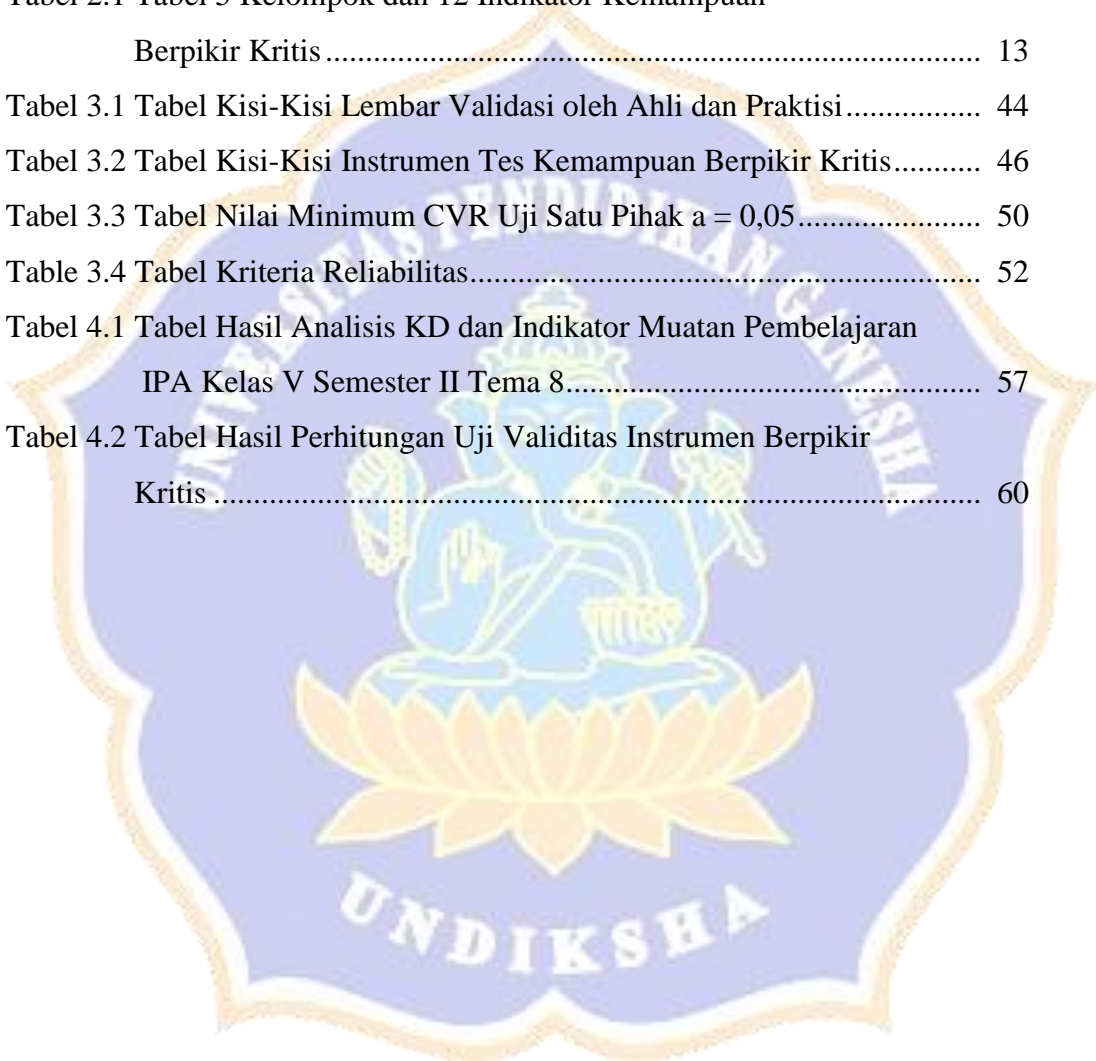 Tabel 2.1 Tabel 5 Kelompok dan 12 Indikator Kemampuan
Berpikir Kritis ........................................................................... 13
Tabel 3.1 Tabel Kisi-Kisi Lembar Validasi oleh Ahli dan Praktisi................. 44
Tabel 3.2 Tabel Kisi-Kisi Instrumen Tes Kemampuan Berpikir Kritis........... 46
Tabel 3.3 Tabel Nilai Minimum CVR Uji Satu Pihak a = 0,05....................... 50
Table 3.4 Tabel Kriteria Reliabilitas................................................................ 52
Tabel 4.1 Tabel Hasil Analisis KD dan Indikator Muatan Pembelajaran
IPA Kelas V Semester II Tema 8................................................ 57
Tabel 4.2 Tabel Hasil Perhitungan Uji Validitas Instrumen Berpikir
Kritis ........................................................................................ 60
UNIVERSITAS PENDIDIKAN GANESHA
UNDIKSHA